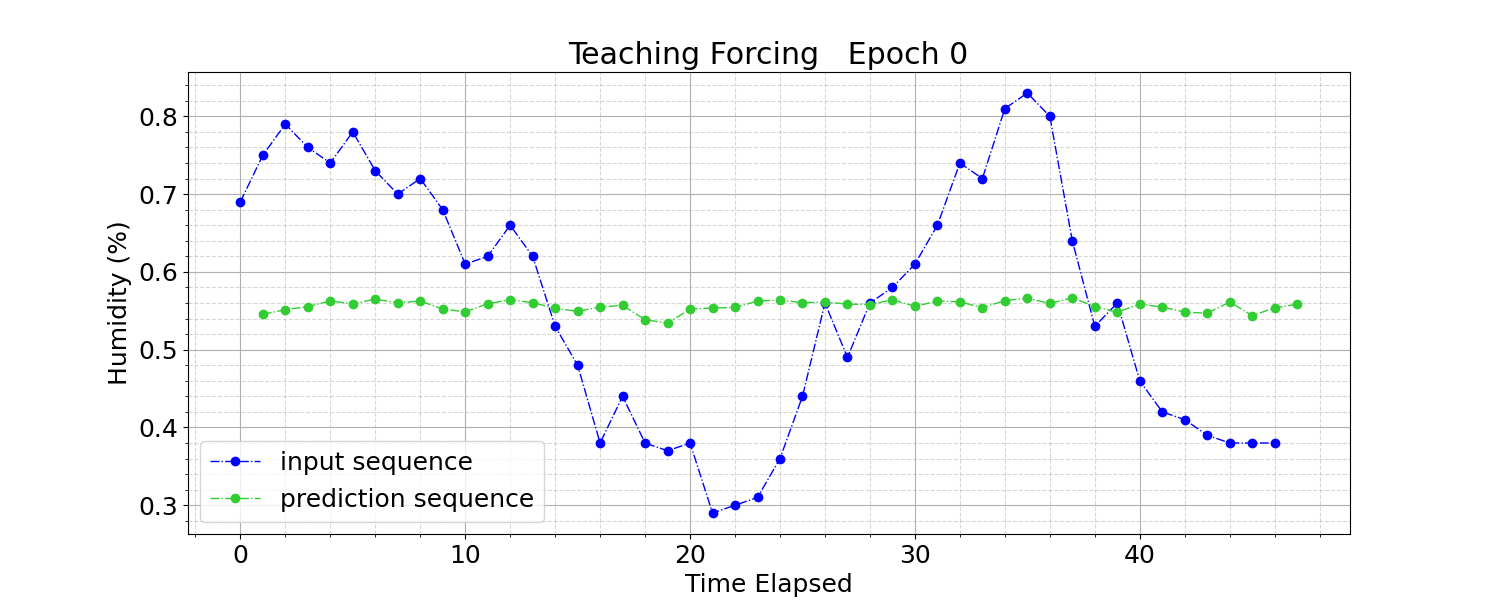 Teaching Forcing   Epoch 0
Humidity (%)
0.8
0.7
0.6
0.5
0.4
0.3
input sequence
prediction sequence
0 10 20 30 40
Time Elapsed